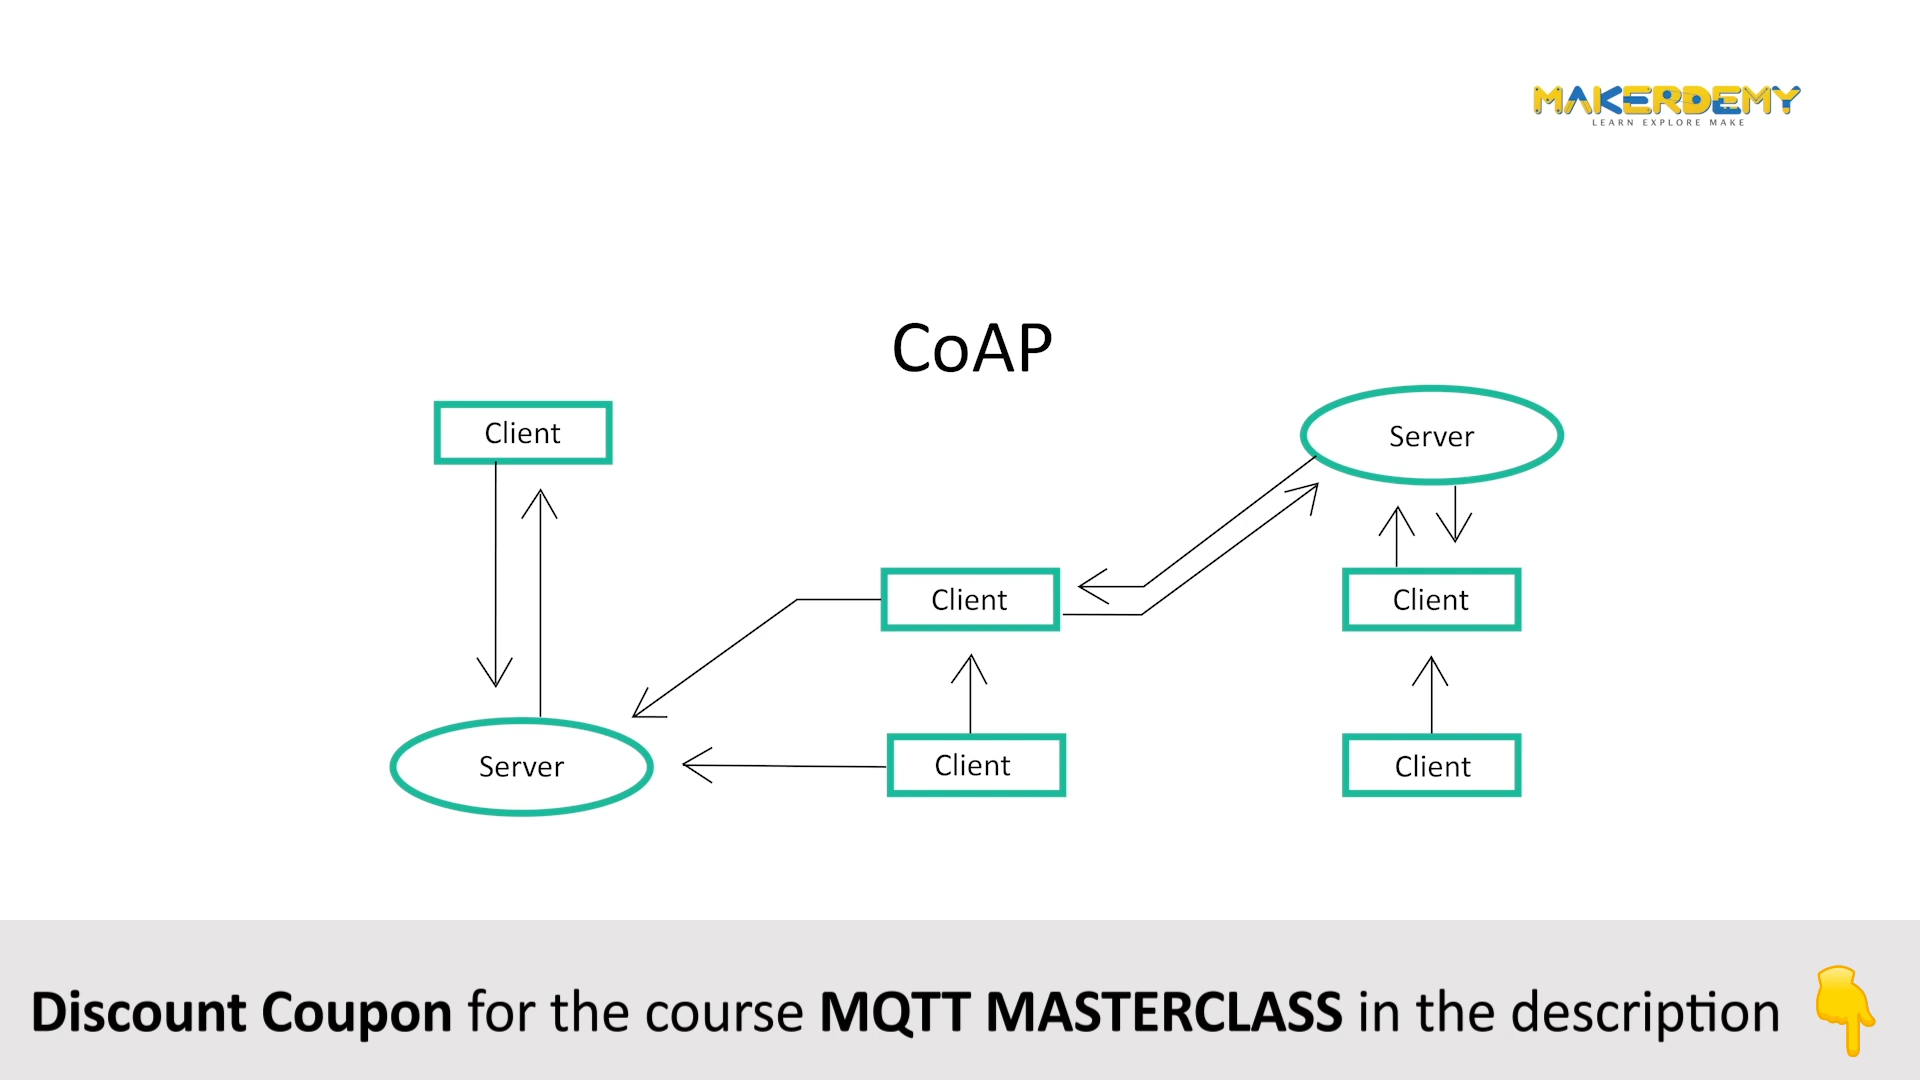 MAKERDEMY
LEARN EXPLORE MAKE
CoAP
Client
Server
Client
Client
Server
Client
Client
Discount Coupon for the course MQTT MASTERCLASS in the description